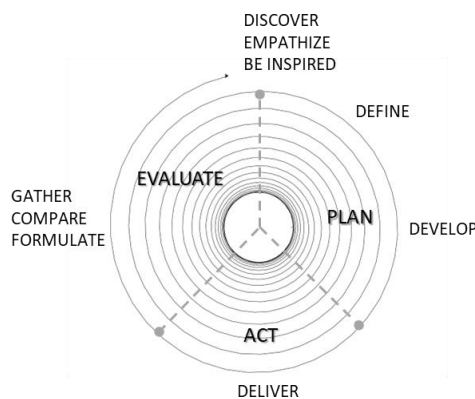 DISCOVER
EMPATHIZE
BE INSPIRED
DEFINE
EVALUATE
GATHER
COMPARE
FORMULATE
PLAN
DEVELOP
ACT
DELIVER